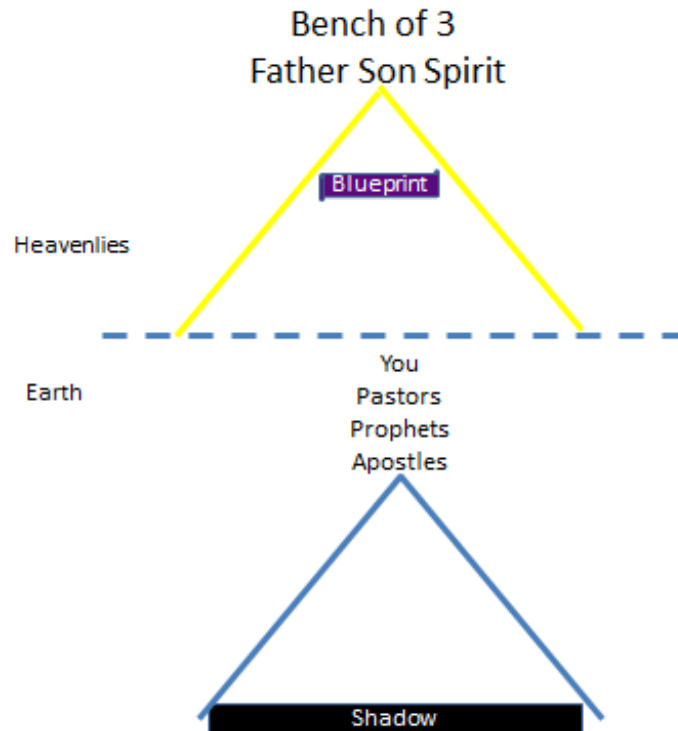 Bench of 3
Father Son Spirit
Blueprint
Heavenlies
You
Earth
Pastors
Prophets
Apostles
Shadow